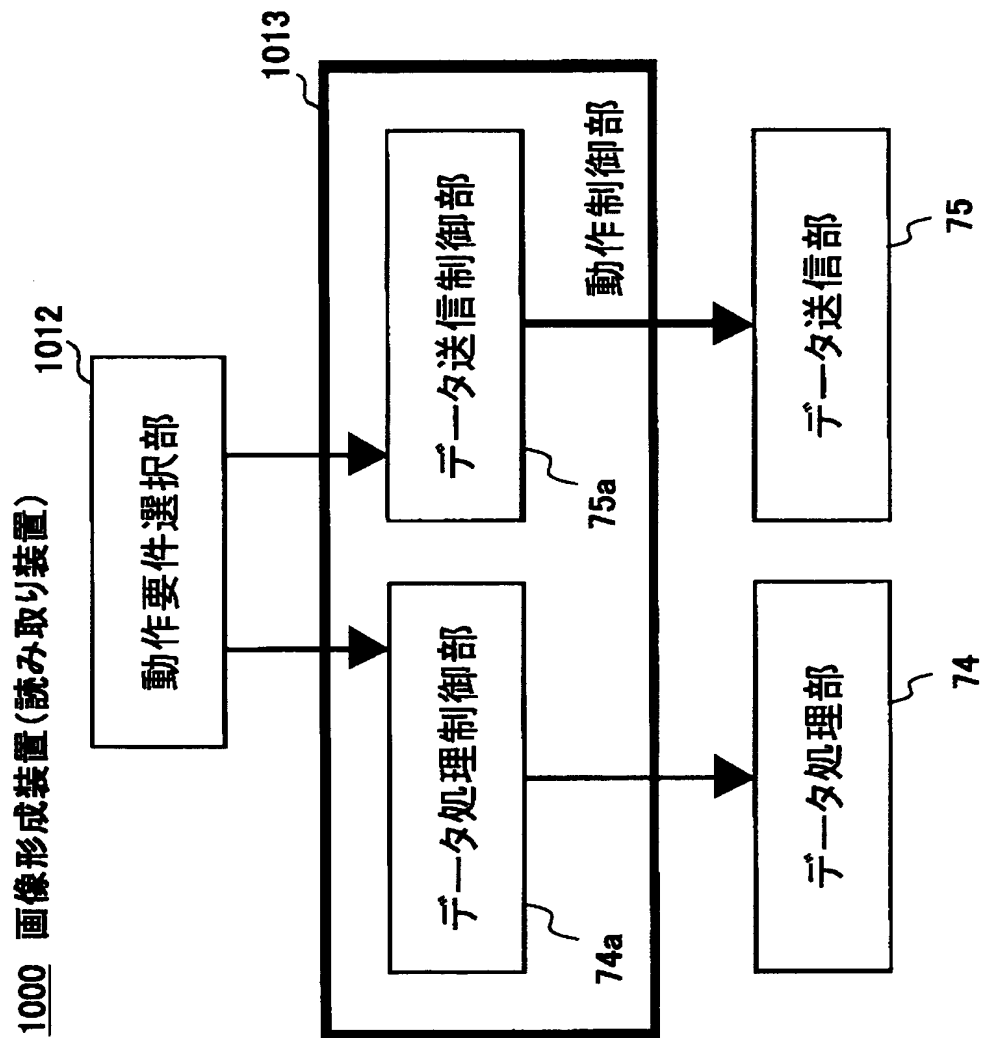 1000 画像形成装置(読み取り装置)
1012
動作要件選択部
1013
データ処理制御部
74a
データ送信制御部
75a
動作制御部
データ処理部
74
データ送信部
75